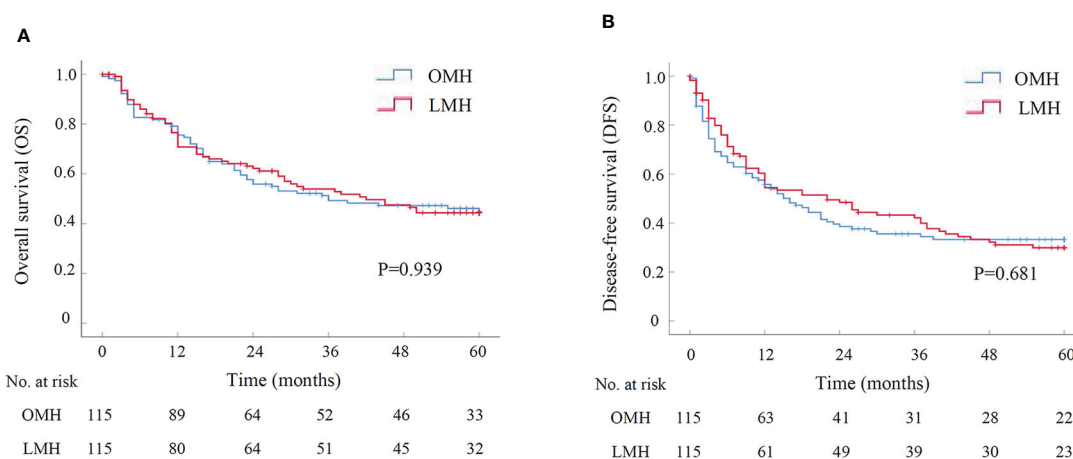 A
Overall survival (OS)
1.0
0.8
0.6
0.4
0.2
0
OMH
LMH
P=0.939
0 12 24 36 48 60
No. at risk
Time (months)
OMH 115 89 64 52 46 33
LMH 115 80 64 51 45 32
B
Disease-free survival (DFS)
1.0
0.8
0.6
0.4
0.2
0
OMH
LMH
P=0.681
0 12 24 36 48 60
No. at risk
Time (months)
OMH 115 63 41 31 28 22
LMH 115 61 49 39 30 23